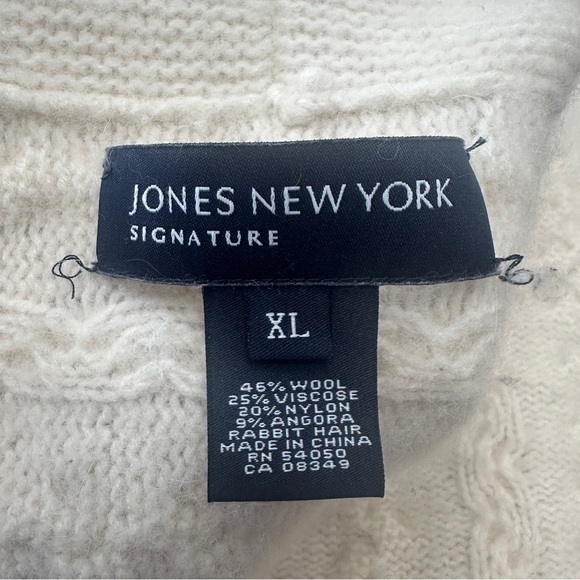 JONES NEW YORK
SIGNATURE
XL
46% WOOL
25% VISCOSE
20% NYLON
9% ANGORA
RABBIT HAIR
MADE IN CHINA
RN 54050
CA 08349